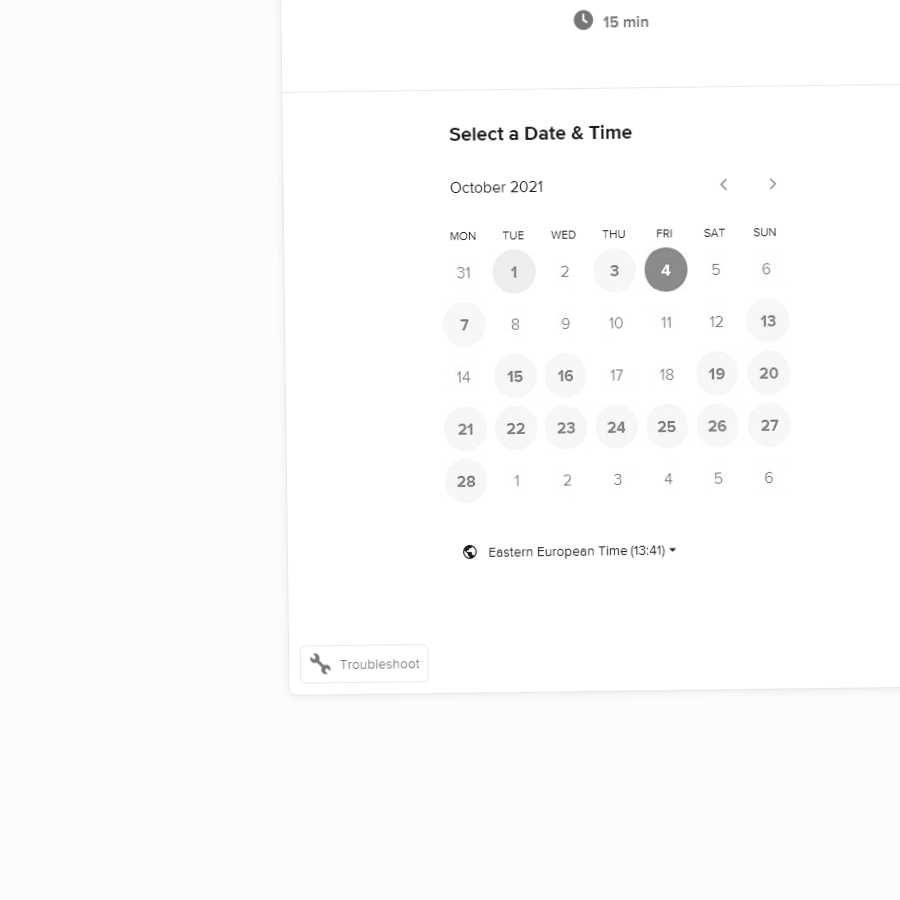 15 min
Select a Date & Time
October 2021
MON TUE WED THU FRI SAT SUN
31 1 2 3 4 5 6
7 8 9 10 11 12 13
14 15 16 17 18 19 20
21 22 23 24 25 26 27
28 1 2 3 4 5 6
Eastern European Time (13:41)
Troubleshoot